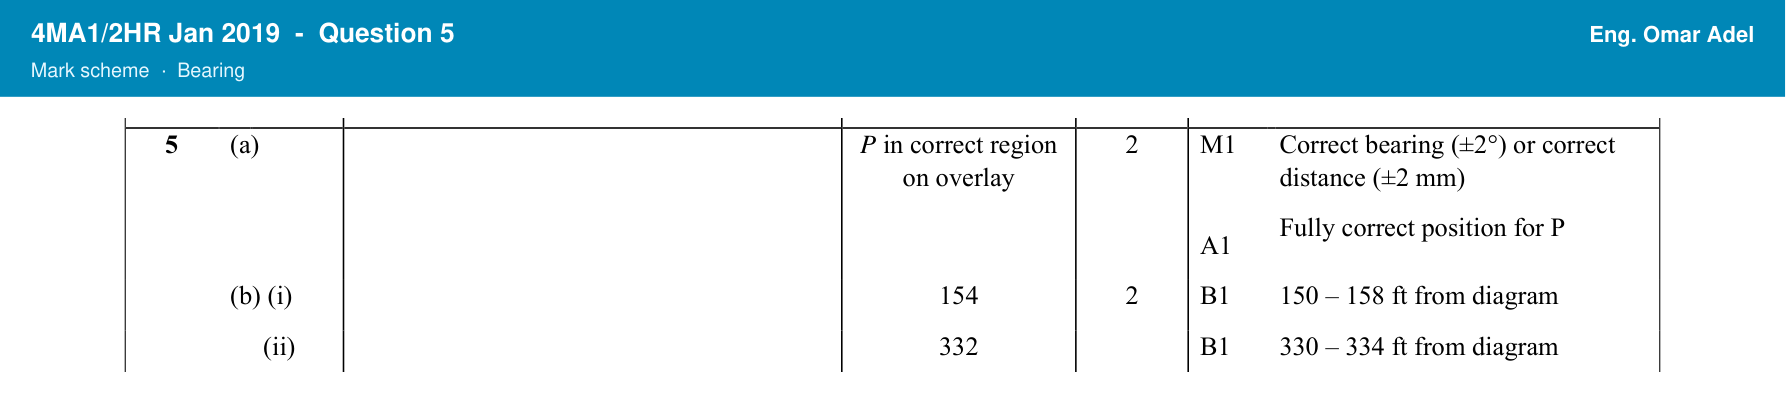 4MA1/2HR Jan 2019 - Question 5
Eng. Omar Adel
Mark scheme · Bearing
5 (a) P in correct region 2 M1 Correct bearing (±2°) or correct
on overlay distance (±2 mm)
Fully correct position for P
A1
(b) (i) 154 2 B1 150 – 158 ft from diagram
(ii) 332 B1 330 – 334 ft from diagram